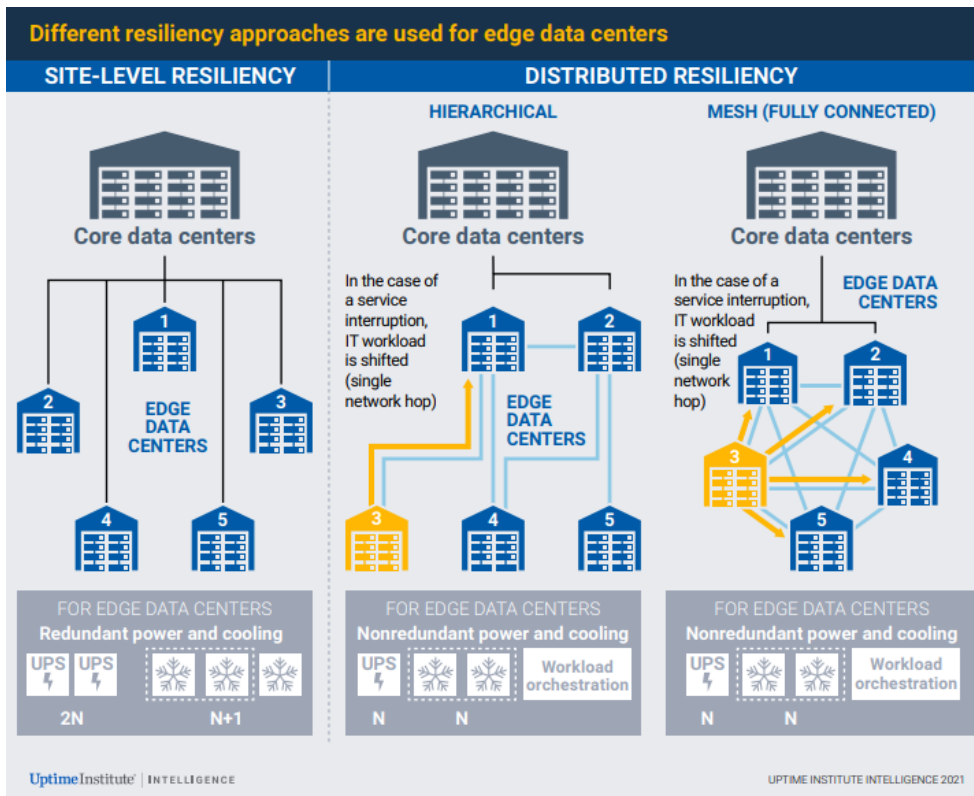 Different resiliency approaches are used for edge data centers
SITE-LEVEL RESILIENCY
DISTRIBUTED RESILIENCY
HIERARCHICAL
MESH (FULLY CONNECTED)
Core data centers
1
2
3
EDGE
DATA
CENTERS
4
5
FOR EDGE DATA CENTERS
Redundant power and cooling
UPS
UPS
2N
N+1
Core data centers
In the case of
a service
interruption,
IT workload
is shifted
(single
network hop)
1
2
EDGE
DATA
CENTERS
3
4
5
FOR EDGE DATA CENTERS
Nonredundant power and cooling
UPS
Workload
orchestration
N
N
Core data centers
In the case of a
service interruption,
IT workload
is shifted
(single
network
hop)
EDGE DATA
CENTERS
1
2
3
4
5
FOR EDGE DATA CENTERS
Nonredundant power and cooling
UPS
Workload
orchestration
N
N
UptimeInstitute® | INTELLIGENCE
UPTIME INSTITUTE INTELLIGENCE 2021